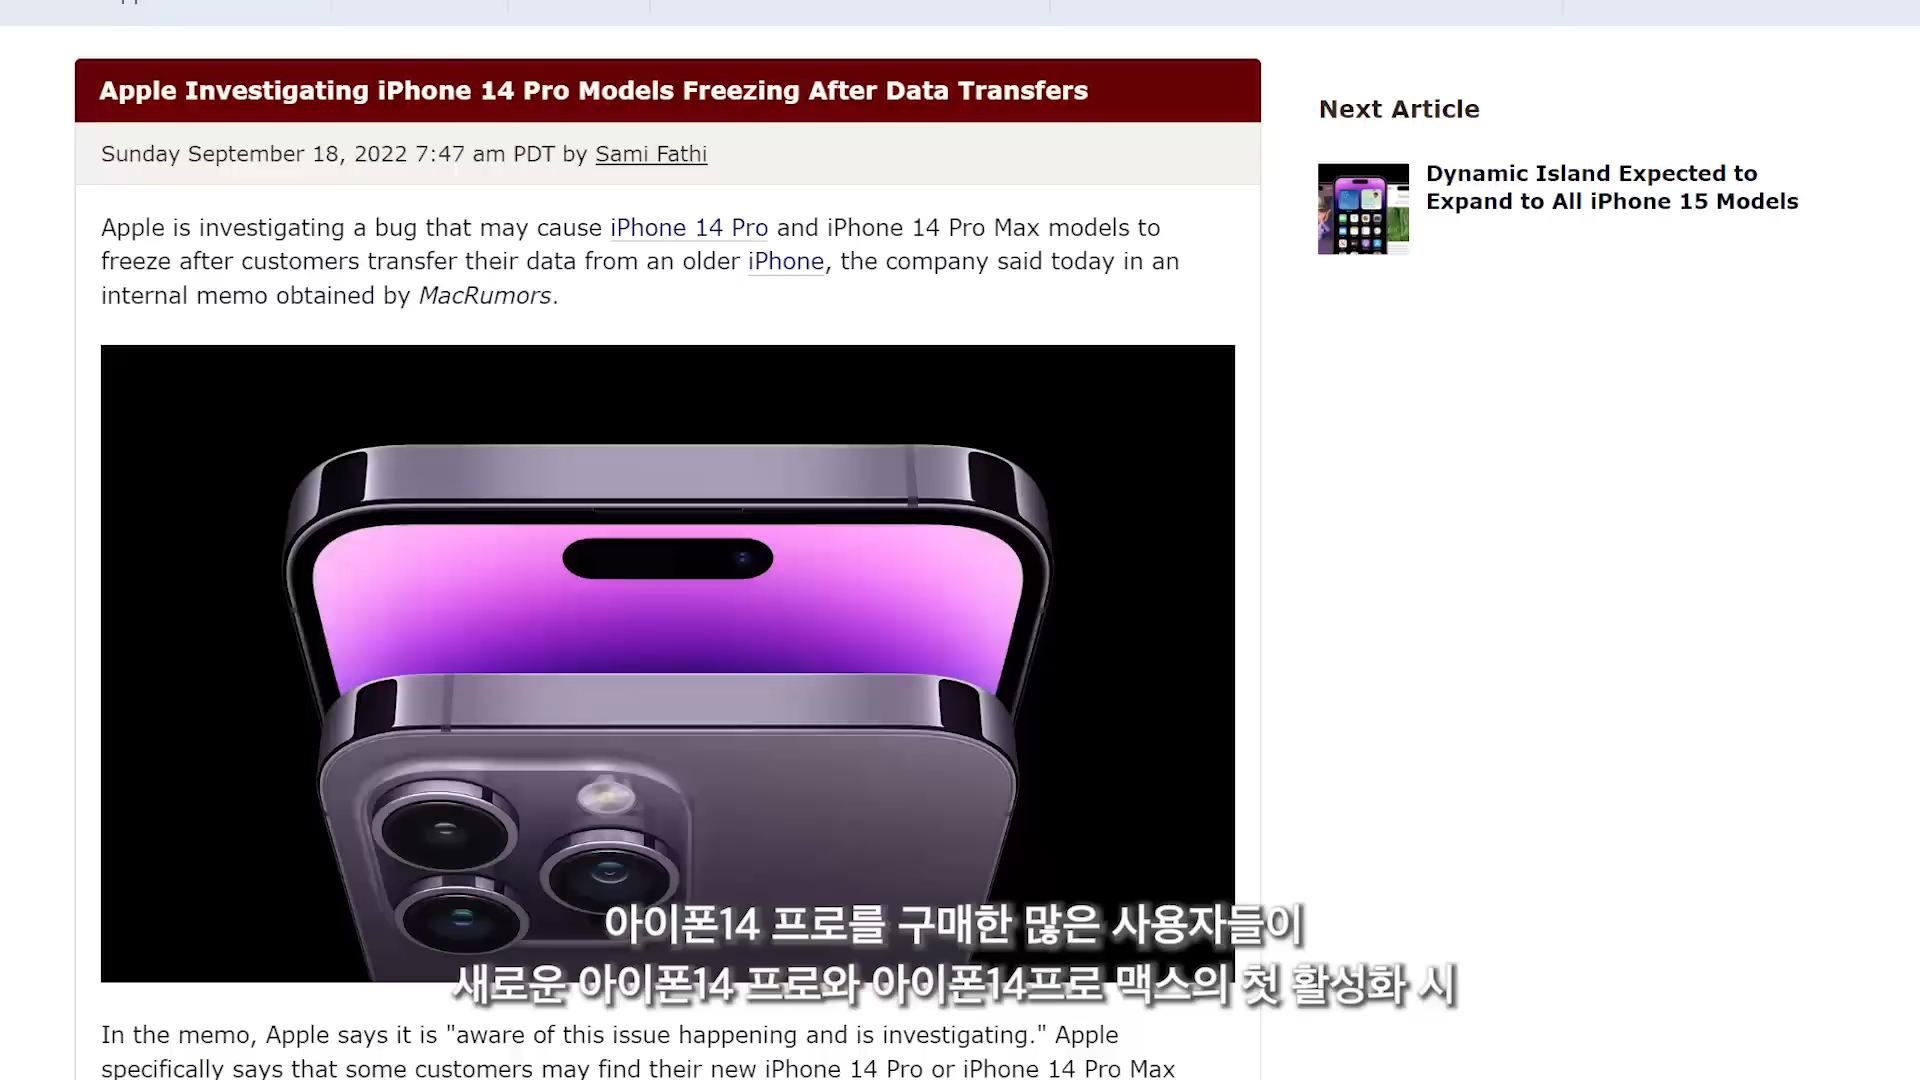 Apple Investigating iPhone 14 Pro Models Freezing After Data Transfers
Sunday September 18, 2022 7:47 am PDT by Sami Fathi
Apple is investigating a bug that may cause iPhone 14 Pro and iPhone 14 Pro Max models to
freeze after customers transfer their data from an older iPhone, the company said today in an
internal memo obtained by MacRumors.
아이폰14 프로를 구매한 많은 사용자들이
새로운 아이폰14 프로와 아이폰14프로 맥스의 첫 활성화 시
In the memo, Apple says it is "aware of this issue happening and is investigating." Apple
specifically says that some customers may find their new iPhone 14 Pro or iPhone 14 Pro Max
Next Article
Dynamic Island Expected to
Expand to All iPhone 15 Models